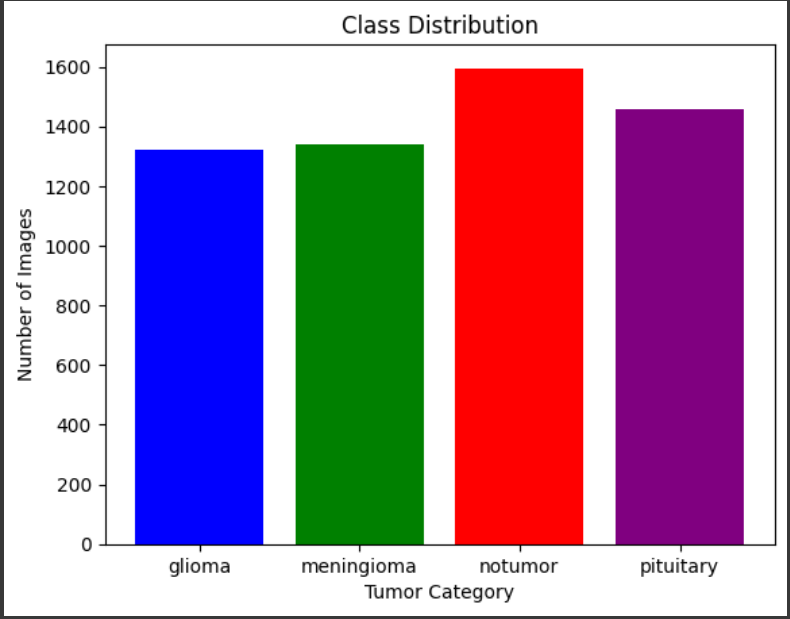 Class Distribution
Number of Images
1600
1400
1200
1000
800
600
400
200
0
glioma meningioma notumor pituitary
Tumor Category